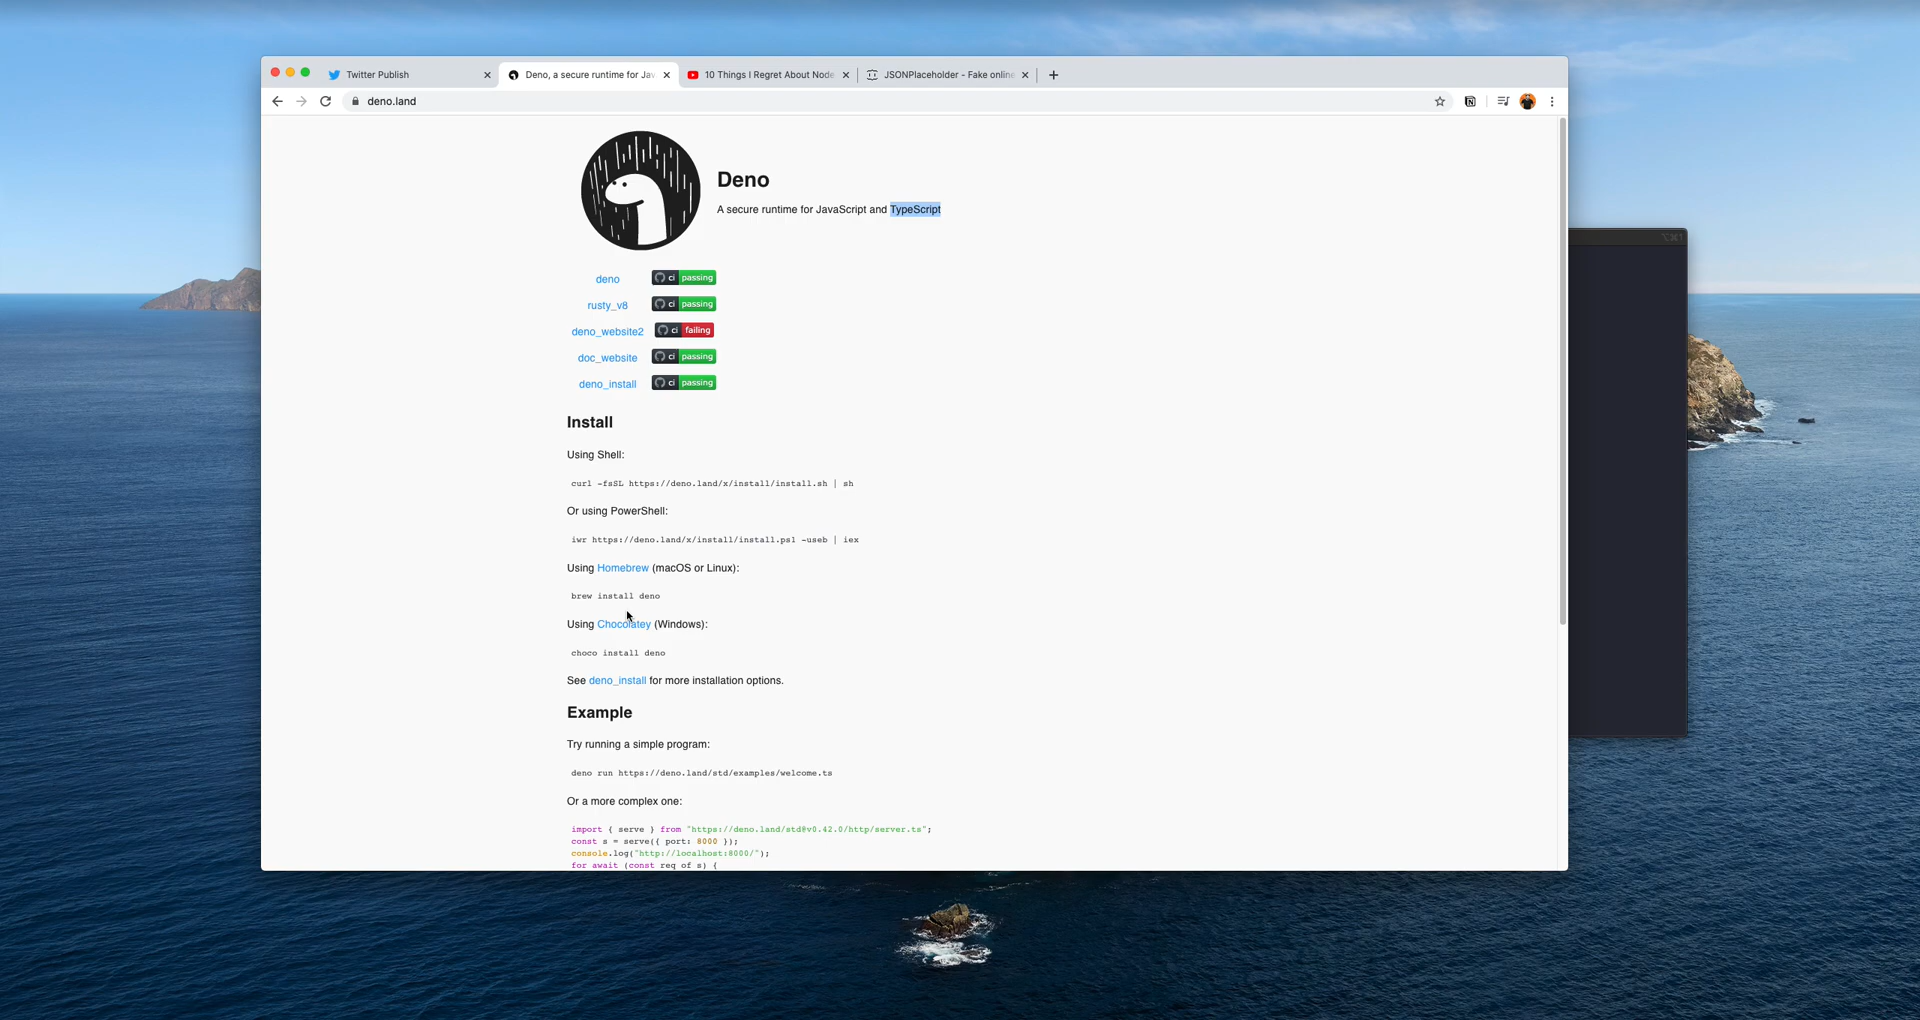 Twitter Publish
Deno, a secure runtime for Jav
10 Things I Regret About Node
JSONPlaceholder - Fake online
deno.land
Deno
A secure runtime for JavaScript and TypeScript
deno ci passing
rusty_v8 ci passing
deno_website2 ci failing
doc_website ci passing
deno_install ci passing
Install
Using Shell:
curl -fsSL https://deno.land/x/install/install.sh | sh
Or using PowerShell:
iwr https://deno.land/x/install/install.ps1 -useb | iex
Using Homebrew (macOS or Linux):
brew install deno
Using Chocolatey (Windows):
choco install deno
See deno_install for more installation options.
Example
Try running a simple program:
deno run https://deno.land/std/examples/welcome.ts
Or a more complex one:
import { serve } from "https://deno.land/std@v0.42.0/http/server.ts";
const s = serve({ port: 8000 });
console.log("http://localhost:8000/");
for await (const req of s) {